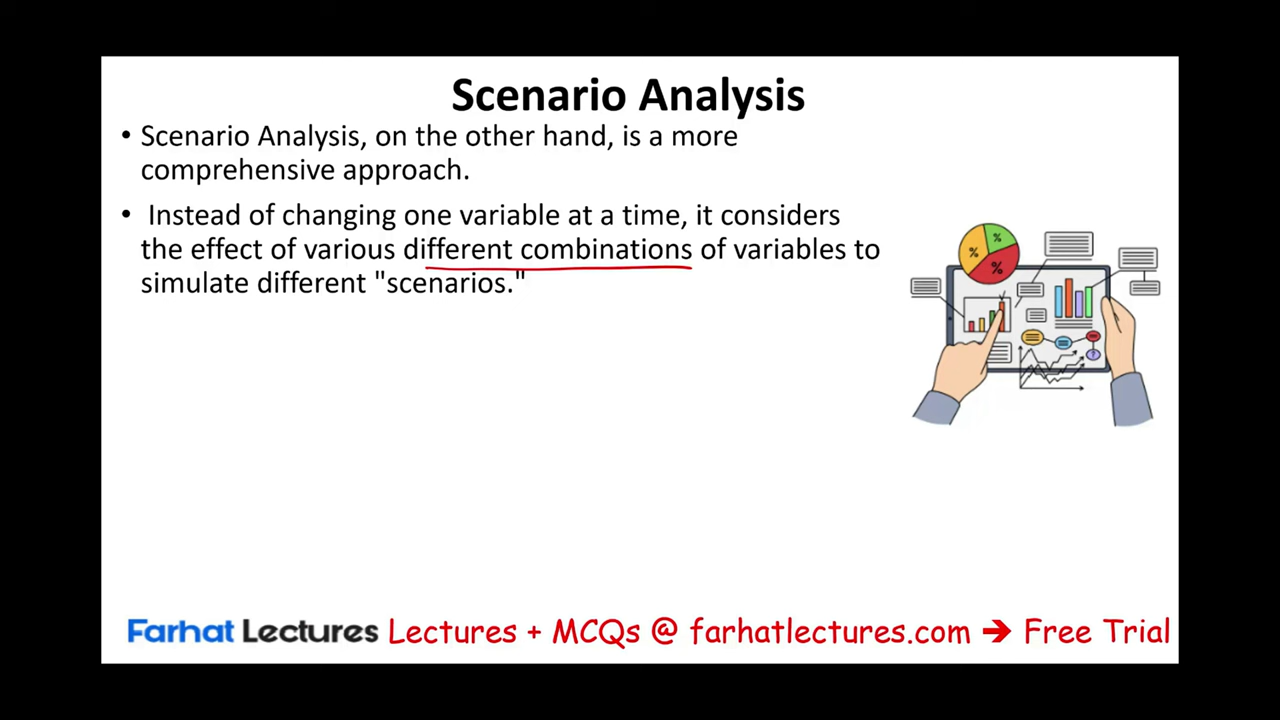 Scenario Analysis
• Scenario Analysis, on the other hand, is a more
comprehensive approach.
• Instead of changing one variable at a time, it considers
the effect of various different combinations of variables to
simulate different "scenarios."
%
%
%
Farhat Lectures Lectures + MCQs @ farhatlectures.com ➔ Free Trial